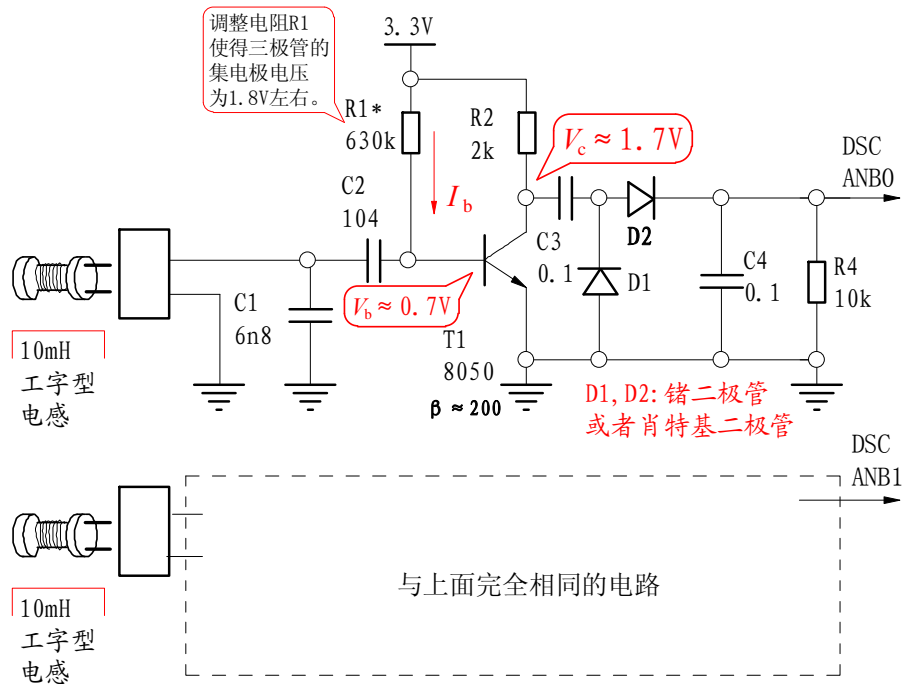 调整电阻R1
使得三极管的
集电极电压
为1.8V左右。
3.3V
R1*
630k
R2
2k
Vc≈1.7V
DSC
ANB0
C2
104
Ib
C3
0.1
D2
D1
C4
0.1
R4
10k
C1
6n8
Vb≈0.7V
T1
8050
β≈200
10mH
工字型
电感
D1,D2:锗二极管
或者肖特基二极管
DSC
ANB1
与上面完全相同的电路
10mH
工字型
电感